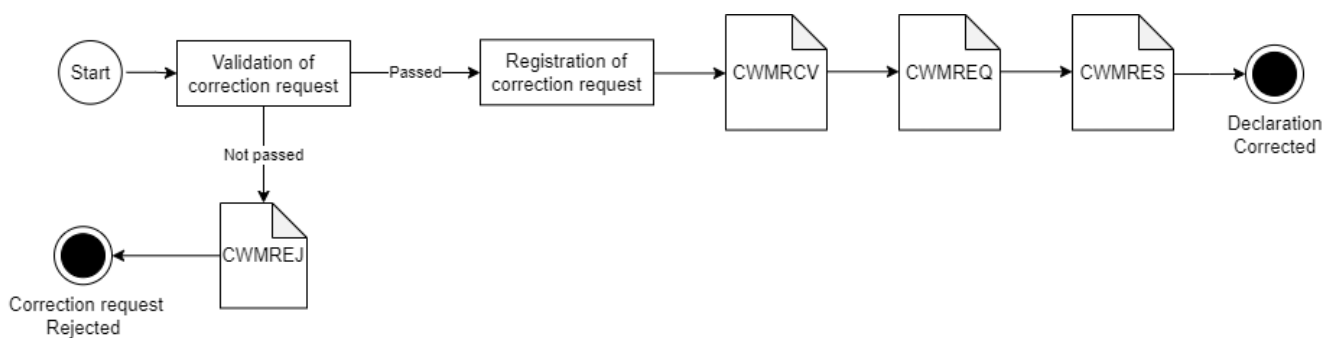 Start
Validation of
correction request
Passed
Registration of
correction request
CWMRCV
CWMREQ
CWMRES
Declaration
Corrected
Not passed
CWMREJ
Correction request
Rejected